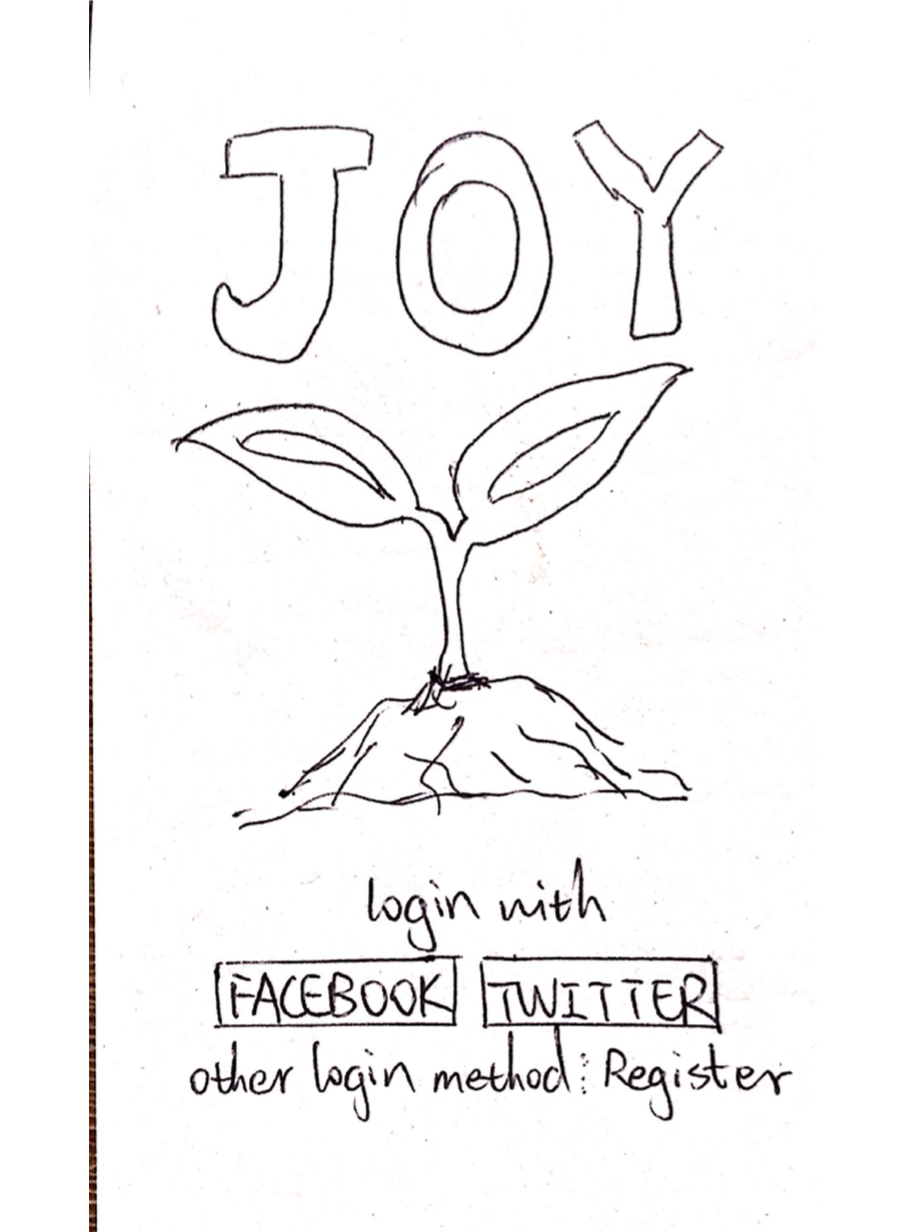 JOY
login with
FACEBOOK TWITTER
other login method: Register